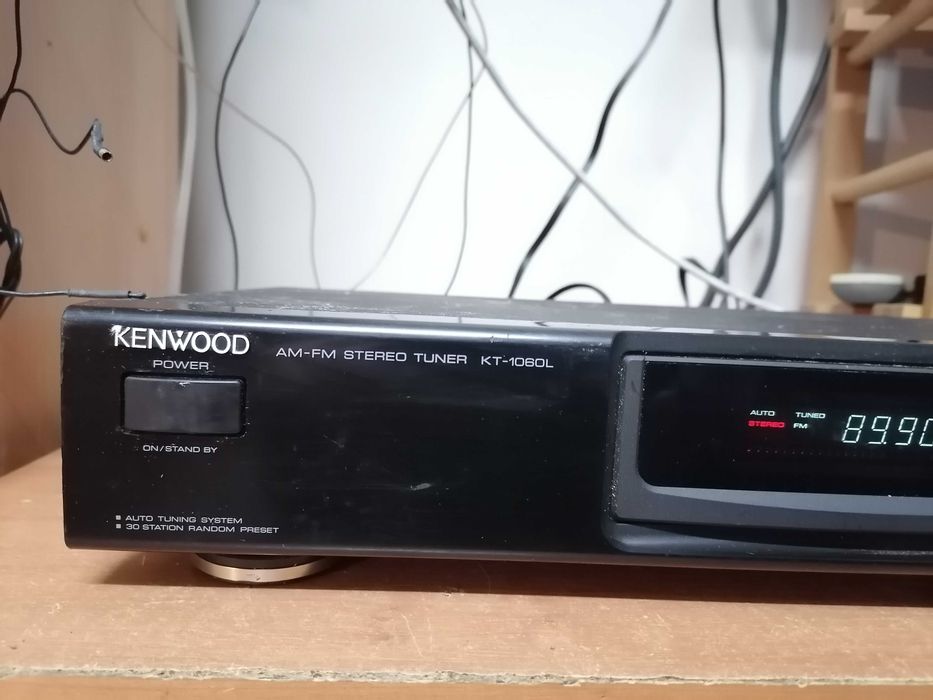 KENWOOD
AM-FM STEREO TUNER KT-1060L
POWER
ON/STAND BY
AUTO TUNING SYSTEM
30 STATION RANDOM PRESET
AUTO TUNED
STEREO FM
89.90